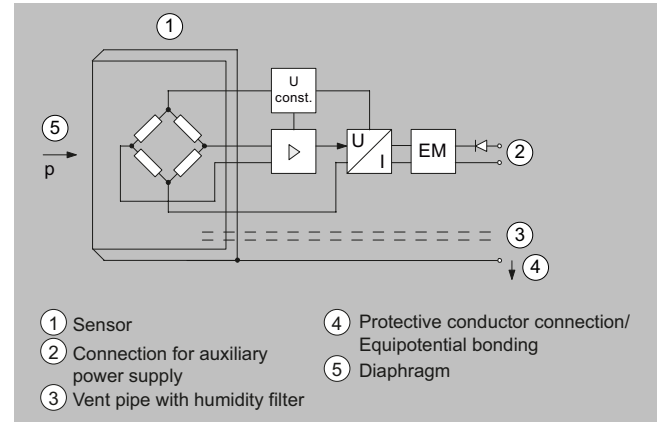 1
U
const.
5
p
U
I
EM
2
3
4
1 Sensor
2 Connection for auxiliary
power supply
3 Vent pipe with humidity filter
4 Protective conductor connection/
Equipotential bonding
5 Diaphragm